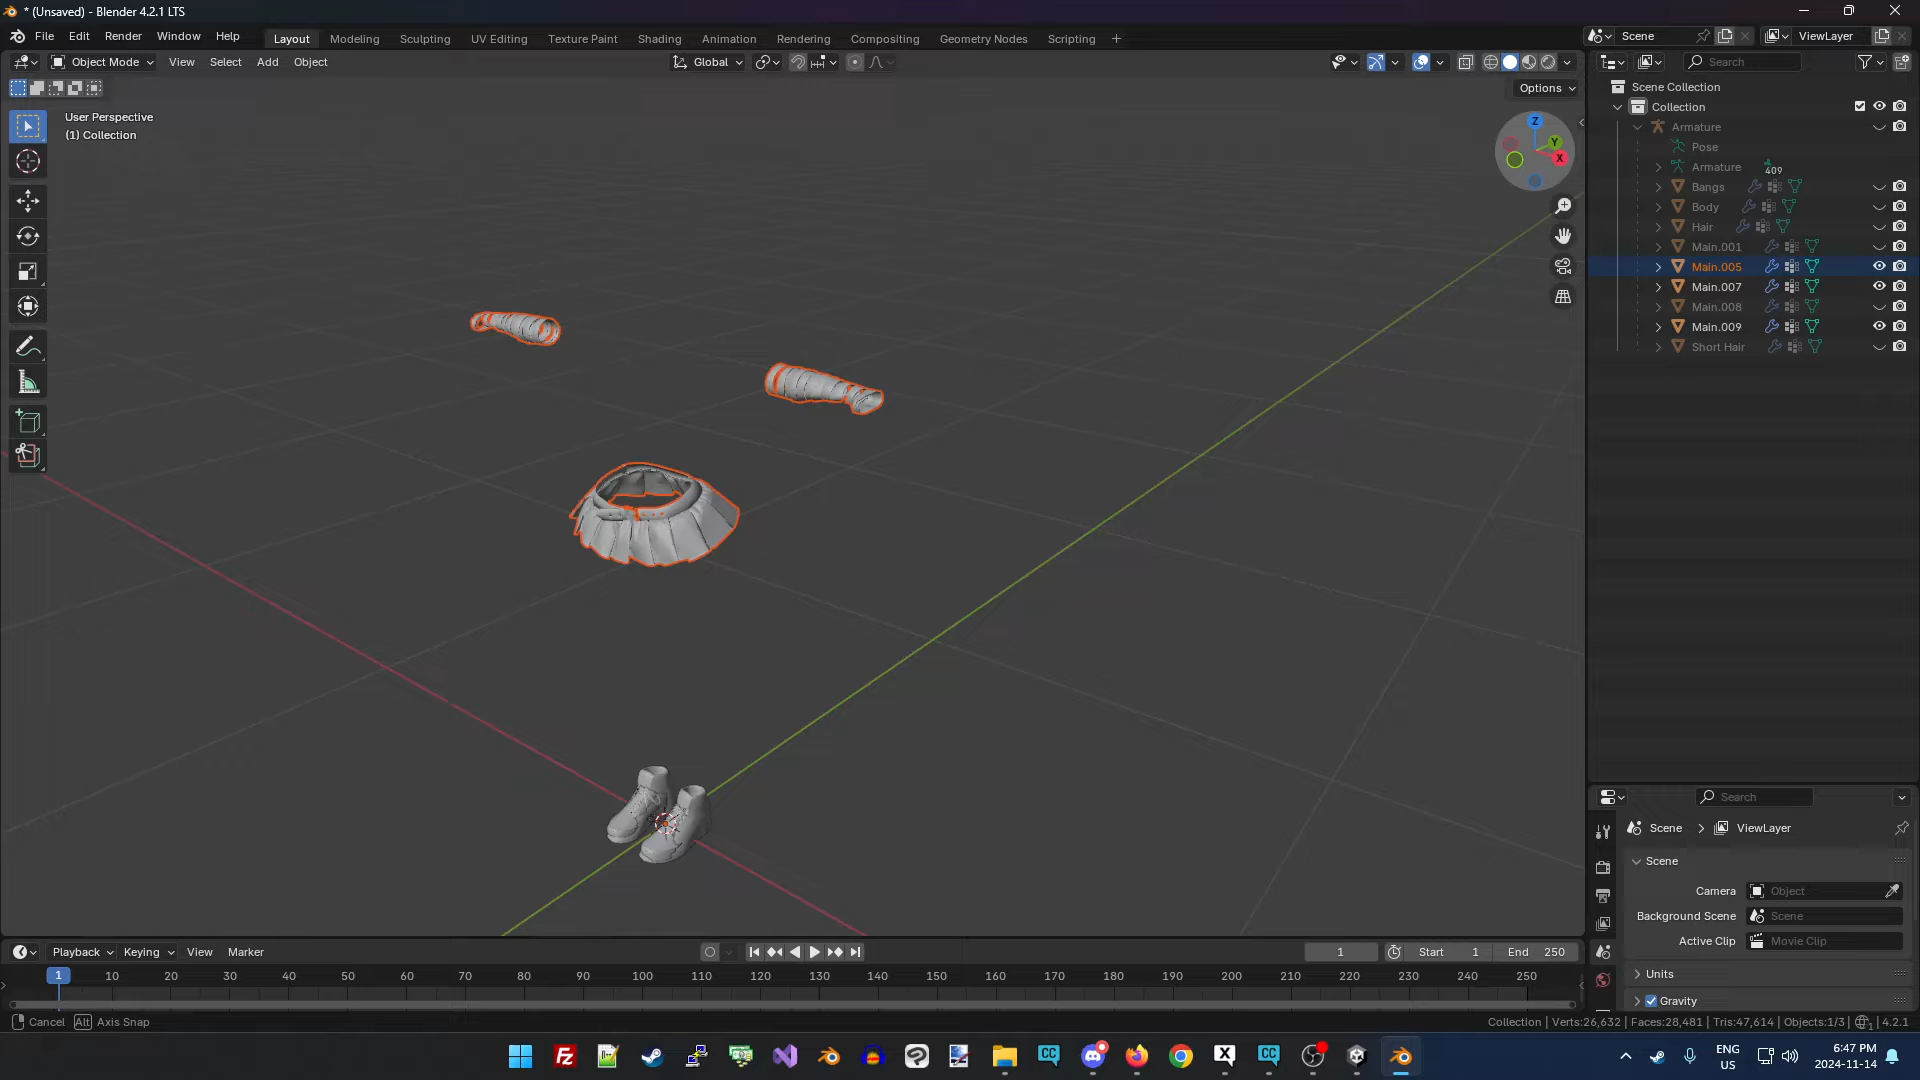 * (Unsaved) - Blender 4.2.1 LTS
File Edit Render Window Help
Layout Modeling Sculpting UV Editing Texture Paint Shading Animation Rendering Compositing Geometry Nodes Scripting
Scene ViewLayer
Object Mode View Select Add Object
Global
Search
Options
User Perspective
(1) Collection
Z
Y
X
Scene Collection
Collection
Armature
Pose
Armature 409
Bangs
Body
Hair
Main.001
Main.005
Main.007
Main.008
Main.009
Short Hair
Search
Scene > ViewLayer
Scene
Camera Object
Background Scene Scene
Active Clip Movie Clip
Units
Gravity
Playback Keying View Marker
1 Start 1 End 250
1 10 20 30 40 50 60 70 80 90 100 110 120 130 140 150 160 170 180 190 200 210 220 230 240 250
Cancel Alt Axis Snap
Collection | Verts:26,632 | Faces:28,481 | Tris:47,614 | Objects:1/3 | 4.2.1
Fz
CC
X
CC
ENG
US
6:47 PM
2024-11-14